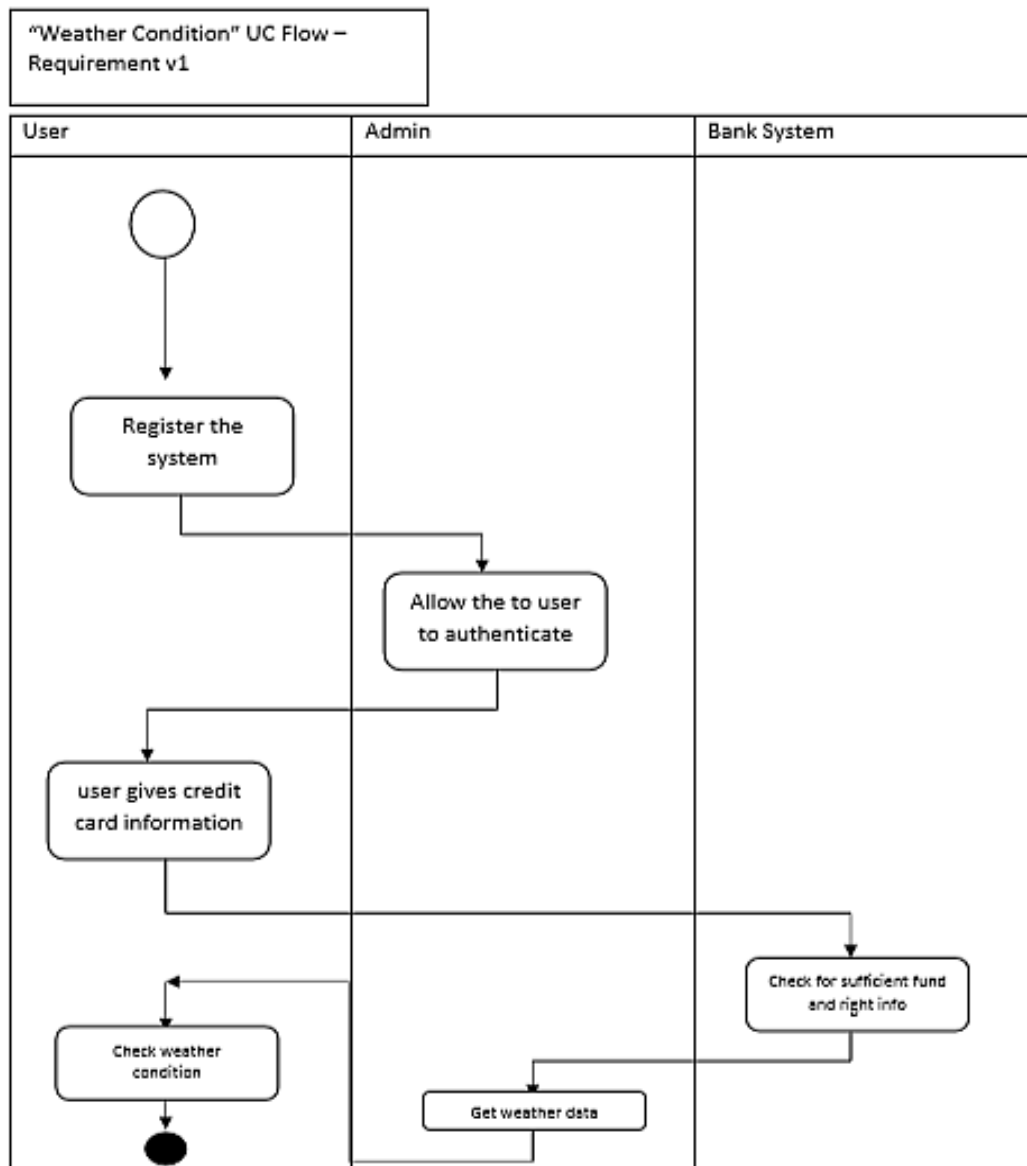 “Weather Condition” UC Flow –
Requirement v1
User
Admin
Bank System
Register the
system
Allow the to user
to authenticate
user gives credit
card information
Check for sufficient fund
and right info
Check weather
condition
Get weather data